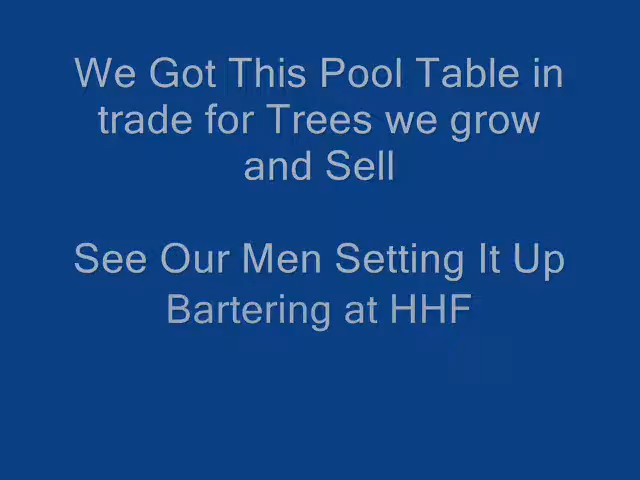 We Got This Pool Table in
trade for Trees we grow
and Sell
See Our Men Setting It Up
Bartering at HHF